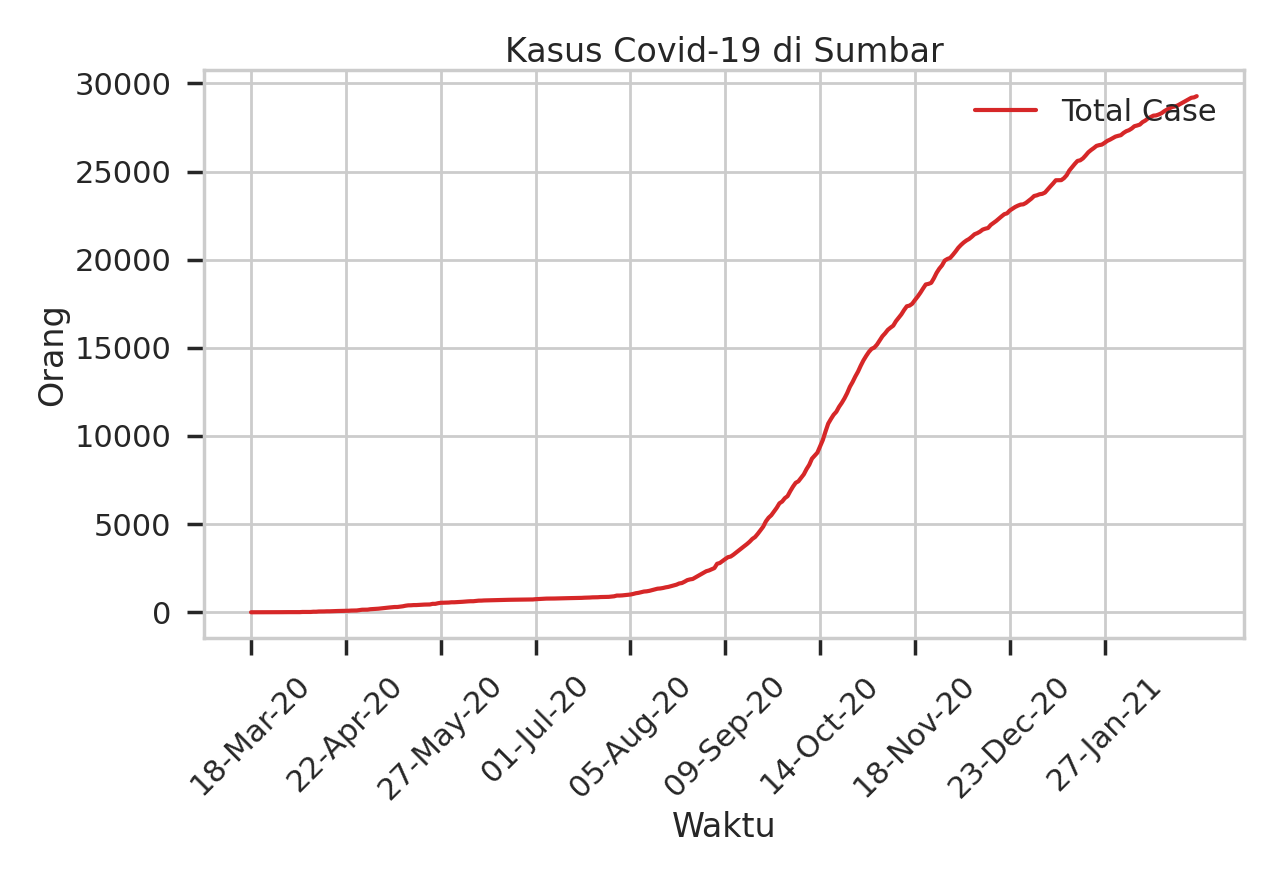 Kasus Covid-19 di Sumbar
Total Case
30000
25000
20000
15000
10000
5000
0
Orang
18-Mar-20
22-Apr-20
27-May-20
01-Jul-20
05-Aug-20
09-Sep-20
14-Oct-20
18-Nov-20
23-Dec-20
27-Jan-21
Waktu